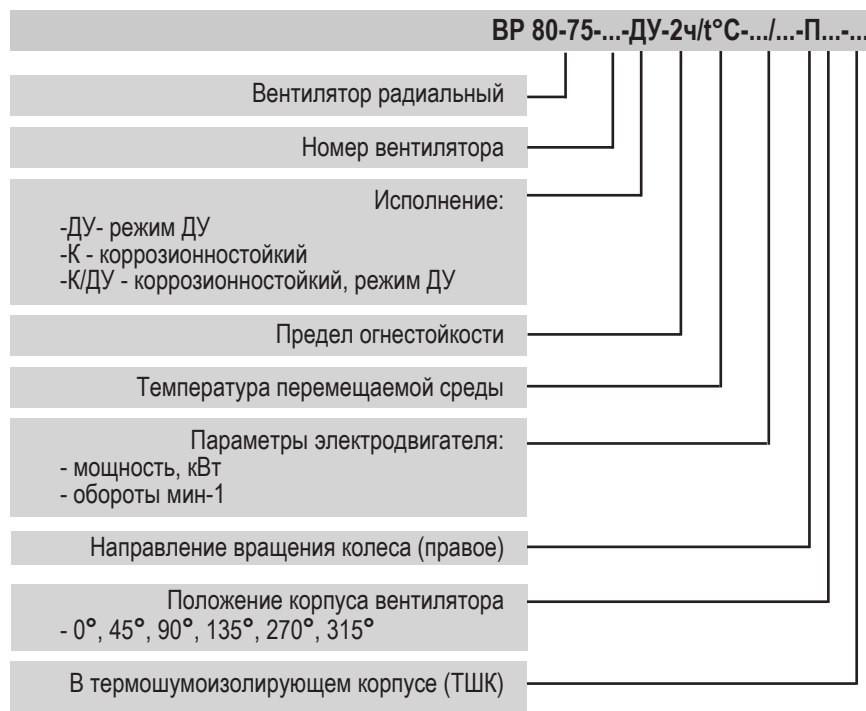 ВР 80-75-...-ДУ-2ч/t°С-.../...-П...-...
Вентилятор радиальный
Номер вентилятора
Исполнение:
-ДУ- режим ДУ
-К - коррозионностойкий
-К/ДУ - коррозионностойкий, режим ДУ
Предел огнестойкости
Температура перемещаемой среды
Параметры электродвигателя:
- мощность, кВт
- обороты мин-1
Направление вращения колеса (правое)
Положение корпуса вентилятора
- 0°, 45°, 90°, 135°, 270°, 315°
В термошумоизолирующем корпусе (ТШК)